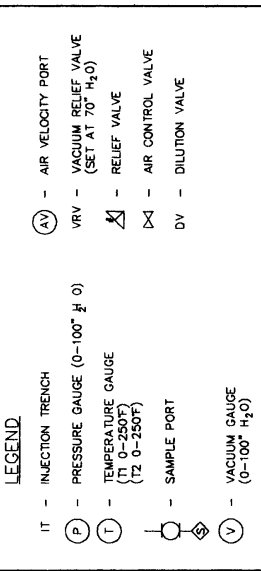 LEGEND
IT - INJECTION TRENCH
P - PRESSURE GAUGE (0-100" H2O)
T - TEMPERATURE GAUGE
(T1 0-250°F)
(T2 0-250°F)
- SAMPLE PORT
S
V - VACUUM GAUGE
(0-100" H2O)
AV - AIR VELOCITY PORT
VRV - VACUUM RELIEF VALVE
(SET AT 70" H2O)
- RELIEF VALVE
- AIR CONTROL VALVE
DV - DILUTION VALVE